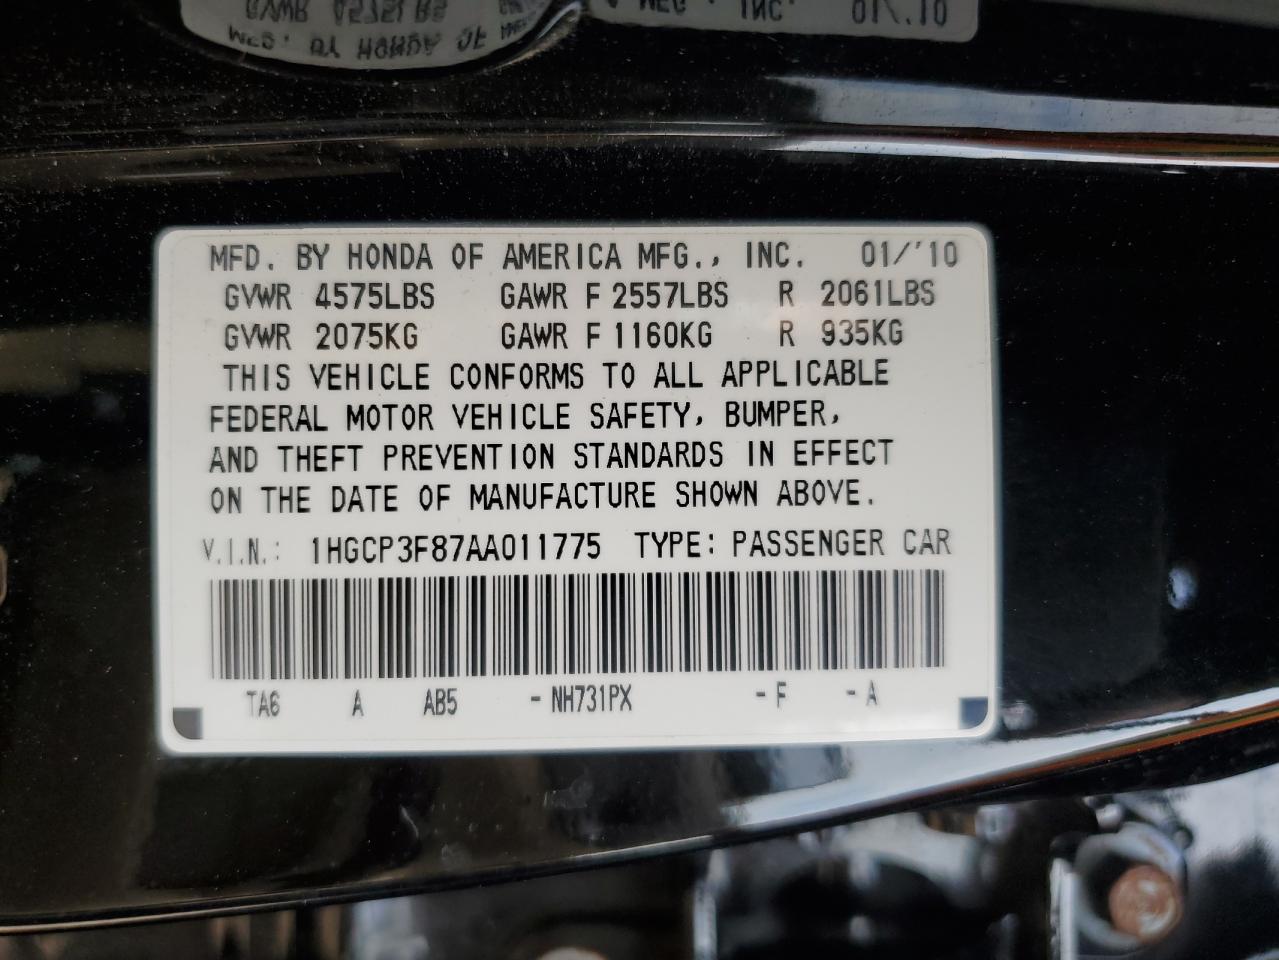 MFD. BY HONDA OF AMERICA MFG., INC. 01/'10
GVWR 4575LBS GAWR F 2557LBS R 2061LBS
GVWR 2075KG GAWR F 1160KG R 935KG
THIS VEHICLE CONFORMS TO ALL APPLICABLE
FEDERAL MOTOR VEHICLE SAFETY, BUMPER,
AND THEFT PREVENTION STANDARDS IN EFFECT
ON THE DATE OF MANUFACTURE SHOWN ABOVE.
V.I.N.: 1HGCP3F87AA011775 TYPE: PASSENGER CAR
TA6 A AB5 -NH731PX -F -A